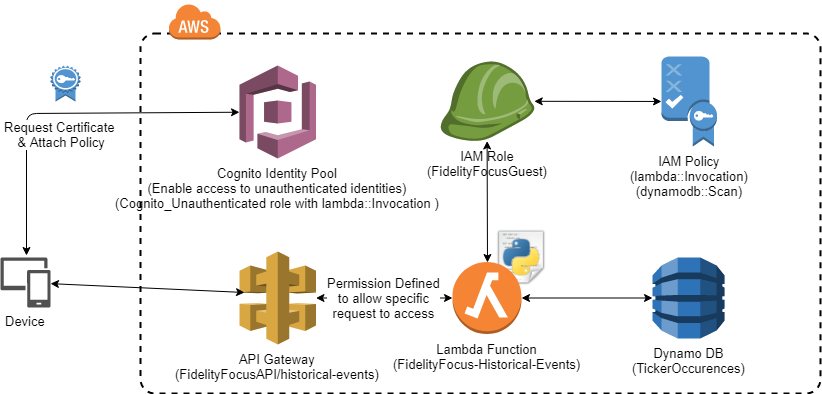 AWS
Request Certificate
& Attach Policy
Cognito Identity Pool
(Enable access to unauthenticated identities)
(Cognito_Unauthenticated role with lambda::Invocation )
IAM Role
(FidelityFocusGuest)
IAM Policy
(lambda::Invocation)
(dynamodb::Scan)
Device
Permission Defined
to allow specific
request to access
API Gateway
(FidelityFocusAPI/historical-events)
Lambda Function
(FidelityFocus-Historical-Events)
Dynamo DB
(TickerOccurences)